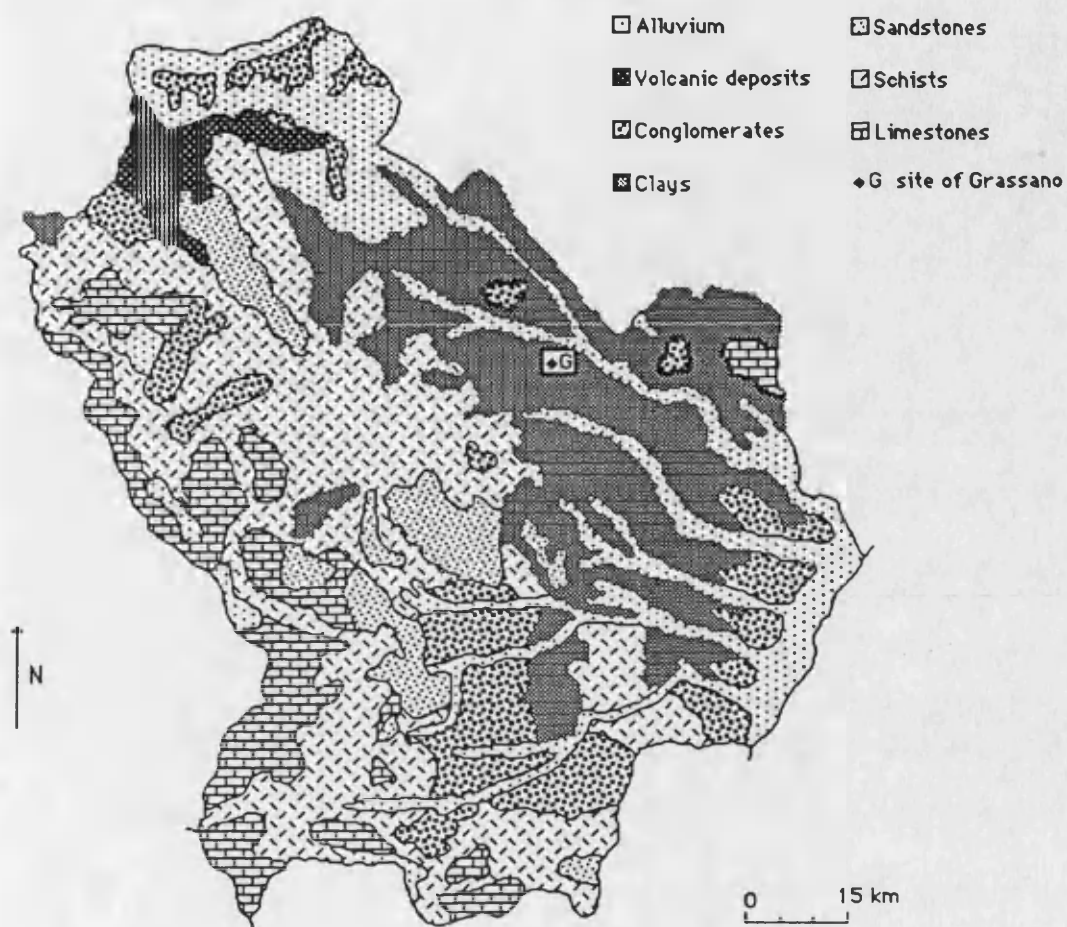 Alluvium
Volcanic deposits
Conglomerates
Clays
Sandstones
Schists
Limestones
G site of Grassano
G
N
0 15 km